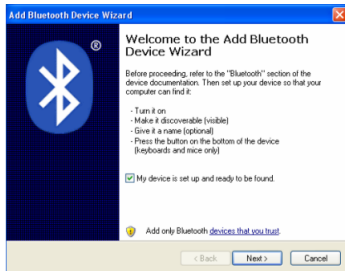 Add Bluetooth Device Wizard
®
Welcome to the Add Bluetooth
Device Wizard
Before proceeding, refer to the "Bluetooth" section of the
device documentation. Then set up your device so that your
computer can find it:
- Turn it on
- Make it discoverable (visible)
- Give it a name (optional)
- Press the button on the bottom of the device
(keyboards and mice only)
My device is set up and ready to be found.
Add only Bluetooth devices that you trust.
< Back
Next >
Cancel